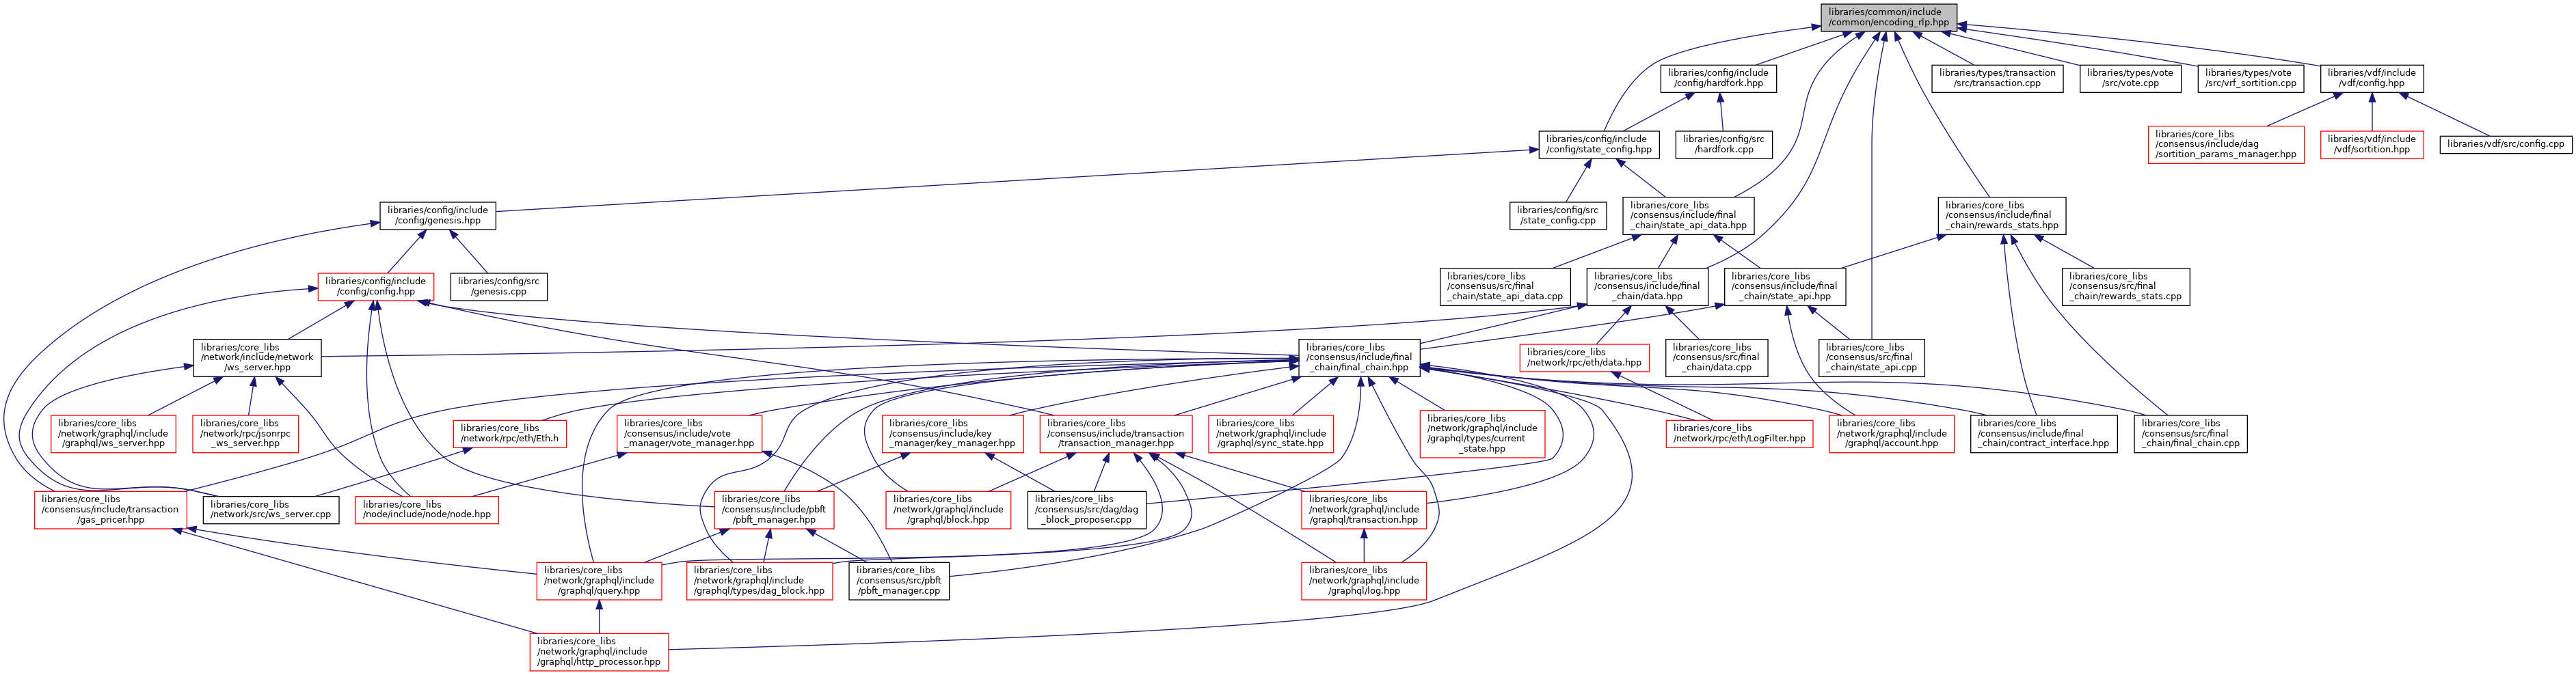 libraries/common/include
/common/encoding_rlp.hpp
libraries/config/include
/config/hardfork.hpp
libraries/types/transaction
/src/transaction.cpp
libraries/types/vote
/src/vote.cpp
libraries/types/vote
/src/vrf_sortition.cpp
libraries/vdf/include
/vdf/config.hpp
libraries/config/include
/config/state_config.hpp
libraries/config/src
/hardfork.cpp
libraries/core_libs
/consensus/include/dag
/sortition_params_manager.hpp
libraries/vdf/include
/vdf/sortition.hpp
libraries/vdf/src/config.cpp
libraries/config/include
/config/genesis.hpp
libraries/config/src
/state_config.cpp
libraries/core_libs
/consensus/include/final
_chain/state_api_data.hpp
libraries/core_libs
/consensus/include/final
_chain/rewards_stats.hpp
libraries/config/include
/config/config.hpp
libraries/config/src
/genesis.cpp
libraries/core_libs
/consensus/src/final
_chain/state_api_data.cpp
libraries/core_libs
/consensus/include/final
_chain/data.hpp
libraries/core_libs
/consensus/include/final
_chain/state_api.hpp
libraries/core_libs
/consensus/src/final
_chain/rewards_stats.cpp
libraries/core_libs
/network/include/network
/ws_server.hpp
libraries/core_libs
/consensus/include/final
_chain/final_chain.hpp
libraries/core_libs
/network/rpc/eth/data.hpp
libraries/core_libs
/consensus/src/final
_chain/data.cpp
libraries/core_libs
/consensus/src/final
_chain/state_api.cpp
libraries/core_libs
/network/graphql/include
/graphql/ws_server.hpp
libraries/core_libs
/network/rpc/jsonrpc
_ws_server.hpp
libraries/core_libs
/network/rpc/eth/Eth.h
libraries/core_libs
/consensus/include/vote
_manager/vote_manager.hpp
libraries/core_libs
/consensus/include/key
_manager/key_manager.hpp
libraries/core_libs
/consensus/include/transaction
/transaction_manager.hpp
libraries/core_libs
/network/graphql/include
/graphql/sync_state.hpp
libraries/core_libs
/network/graphql/include
/graphql/types/current
_state.hpp
libraries/core_libs
/network/rpc/eth/LogFilter.hpp
libraries/core_libs
/network/graphql/include
/graphql/account.hpp
libraries/core_libs
/consensus/include/final
_chain/contract_interface.hpp
libraries/core_libs
/consensus/src/final
_chain/final_chain.cpp
libraries/core_libs
/consensus/include/transaction
/gas_pricer.hpp
libraries/core_libs
/network/src/ws_server.cpp
libraries/core_libs
/node/include/node/node.hpp
libraries/core_libs
/consensus/include/pbft
/pbft_manager.hpp
libraries/core_libs
/network/graphql/include
/graphql/block.hpp
libraries/core_libs
/consensus/src/dag/dag
_block_proposer.cpp
libraries/core_libs
/network/graphql/include
/graphql/transaction.hpp
libraries/core_libs
/network/graphql/include
/graphql/query.hpp
libraries/core_libs
/network/graphql/include
/graphql/types/dag_block.hpp
libraries/core_libs
/consensus/src/pbft
/pbft_manager.cpp
libraries/core_libs
/network/graphql/include
/graphql/log.hpp
libraries/core_libs
/network/graphql/include
/graphql/http_processor.hpp